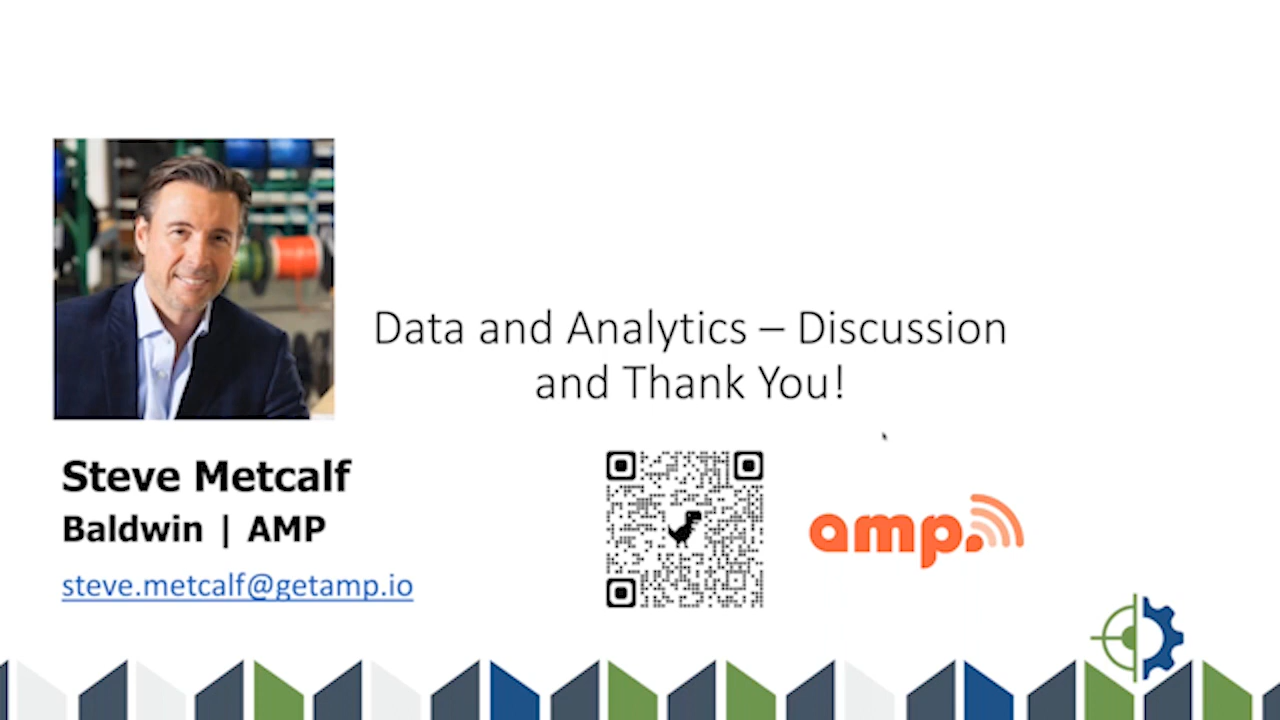 Data and Analytics – Discussion
and Thank You!
Steve Metcalf
Baldwin | AMP
steve.metcalf@getamp.io
amp.